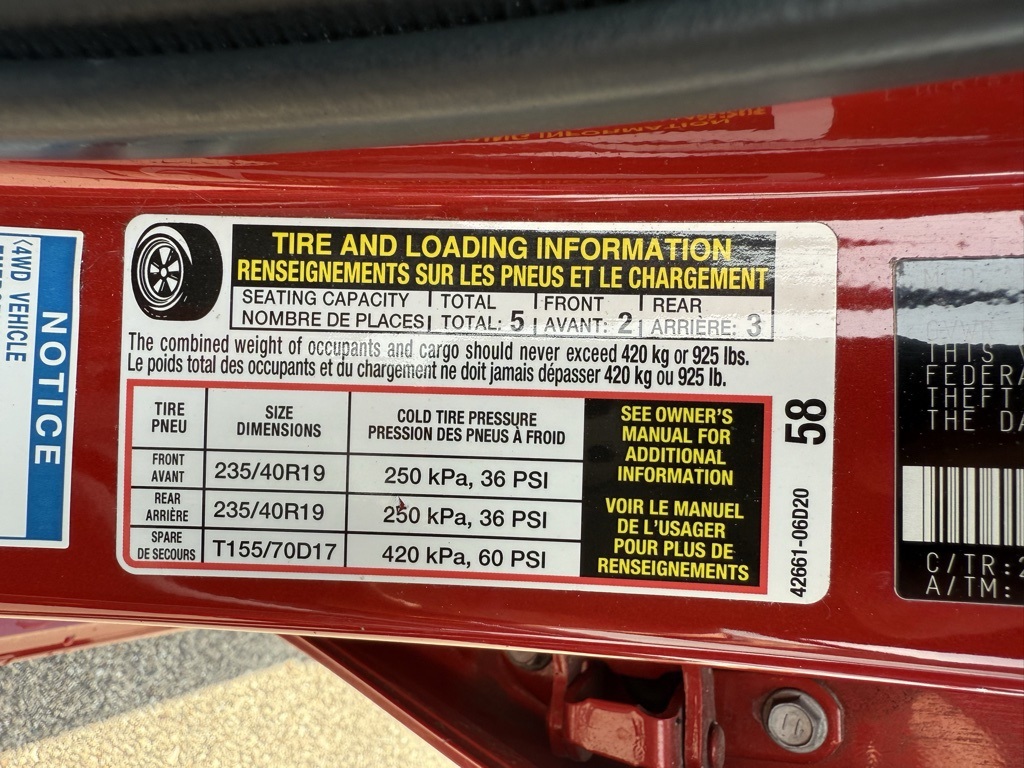 TIRE AND LOADING INFORMATION
RENSEIGNEMENTS SUR LES PNEUS ET LE CHARGEMENT
SEATING CAPACITY | TOTAL | FRONT | REAR
NOMBRE DE PLACES | TOTAL: 5 | AVANT: 2 | ARRIÈRE: 3
The combined weight of occupants and cargo should never exceed 420 kg or 925 lbs.
Le poids total des occupants et du chargement ne doit jamais dépasser 420 kg ou 925 lb.
TIRE
PNEU
SIZE
DIMENSIONS
COLD TIRE PRESSURE
PRESSION DES PNEUS À FROID
FRONT
AVANT
235/40R19
250 kPa, 36 PSI
REAR
ARRIÈRE
235/40R19
250 kPa, 36 PSI
SPARE
DE SECOURS
T155/70D17
420 kPa, 60 PSI
SEE OWNER'S
MANUAL FOR
ADDITIONAL
INFORMATION
VOIR LE MANUEL
DE L'USAGER
POUR PLUS DE
RENSEIGNEMENTS
58
42661-06D20
NOTICE
<4WD VEHICLE
THIS
FEDERA
THEFT
THE DA
C/TR:2
A/TM: